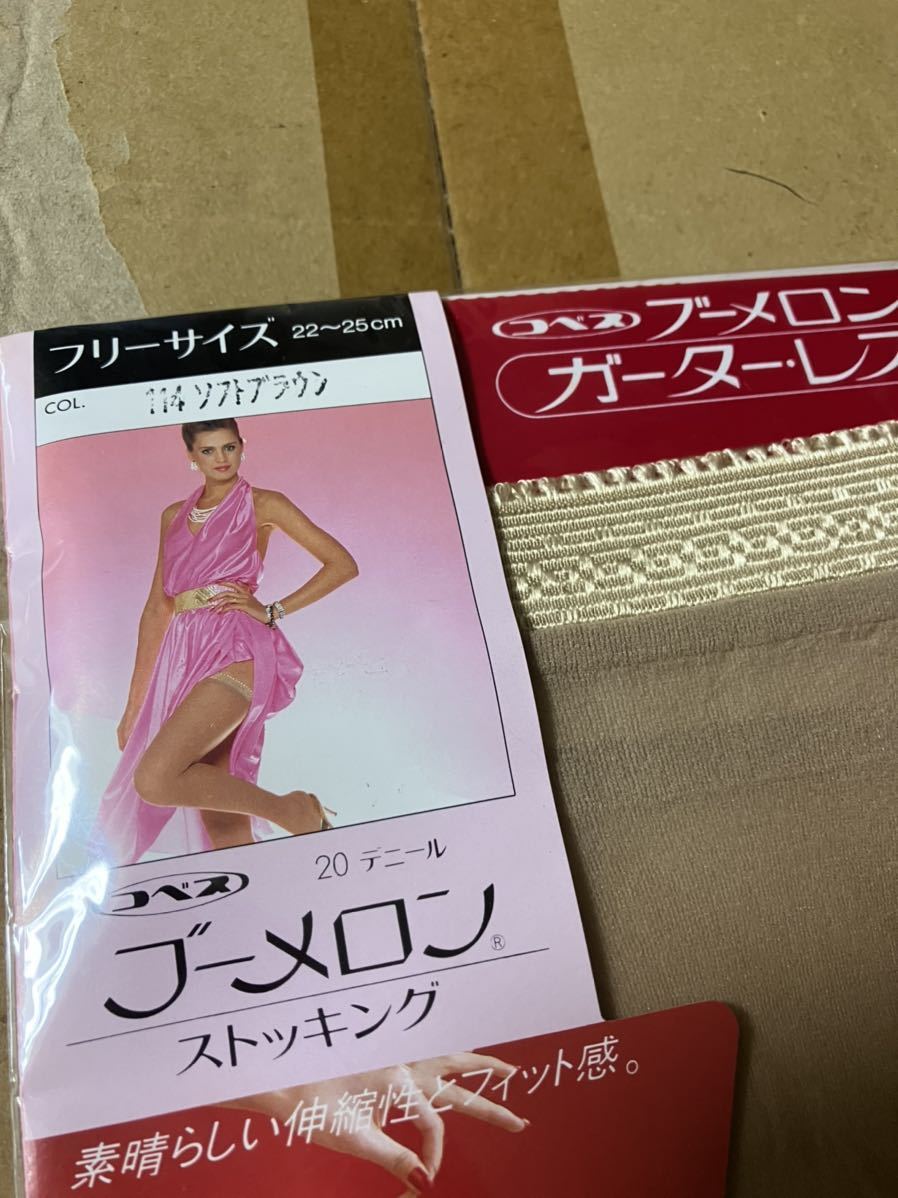 フリーサイズ 22〜25cm
COL. 114 ソフトブラウン
コベス
20 デニール
ブーメロン®
ストッキング
コベス ブーメロン
ガーター・レス
素晴らしい伸縮性とフィット感。